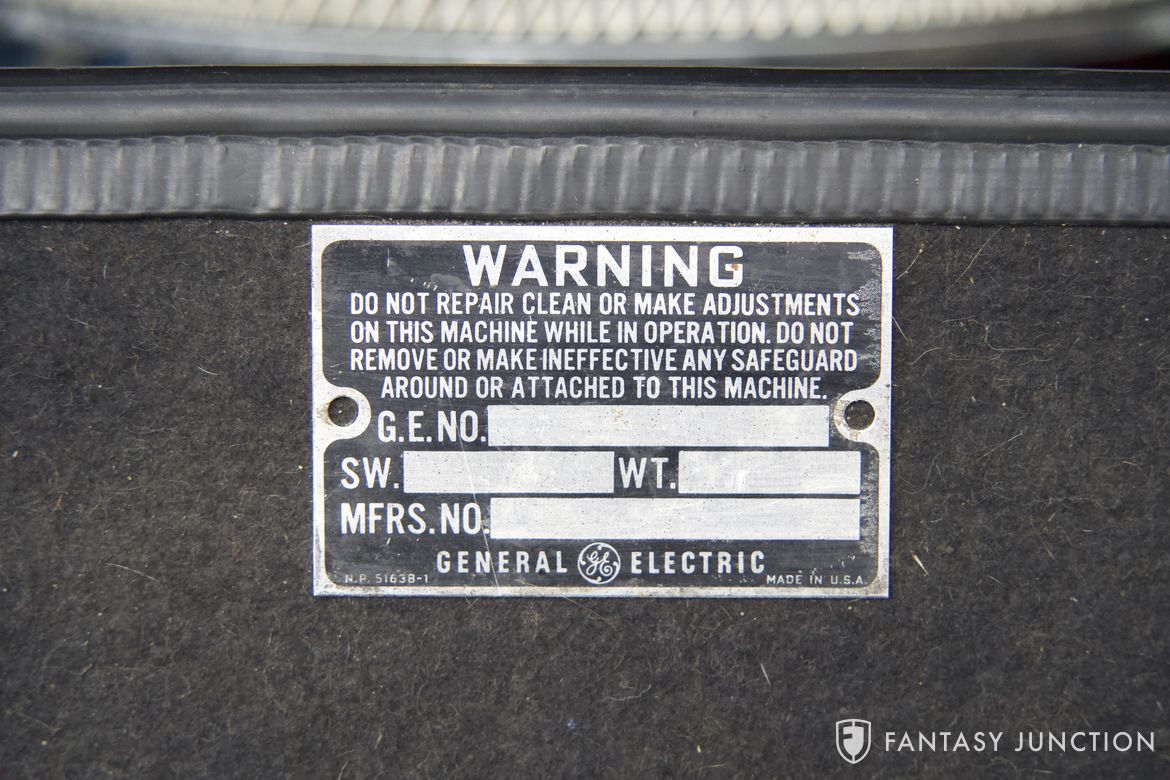 WARNING
DO NOT REPAIR CLEAN OR MAKE ADJUSTMENTS
ON THIS MACHINE WHILE IN OPERATION. DO NOT
REMOVE OR MAKE INEFFECTIVE ANY SAFEGUARD
AROUND OR ATTACHED TO THIS MACHINE.
G.E.NO.
SW. WT.
MFRS.NO.
GENERAL GE ELECTRIC
N.P. 51638-1 MADE IN U.S.A.
FANTASY JUNCTION